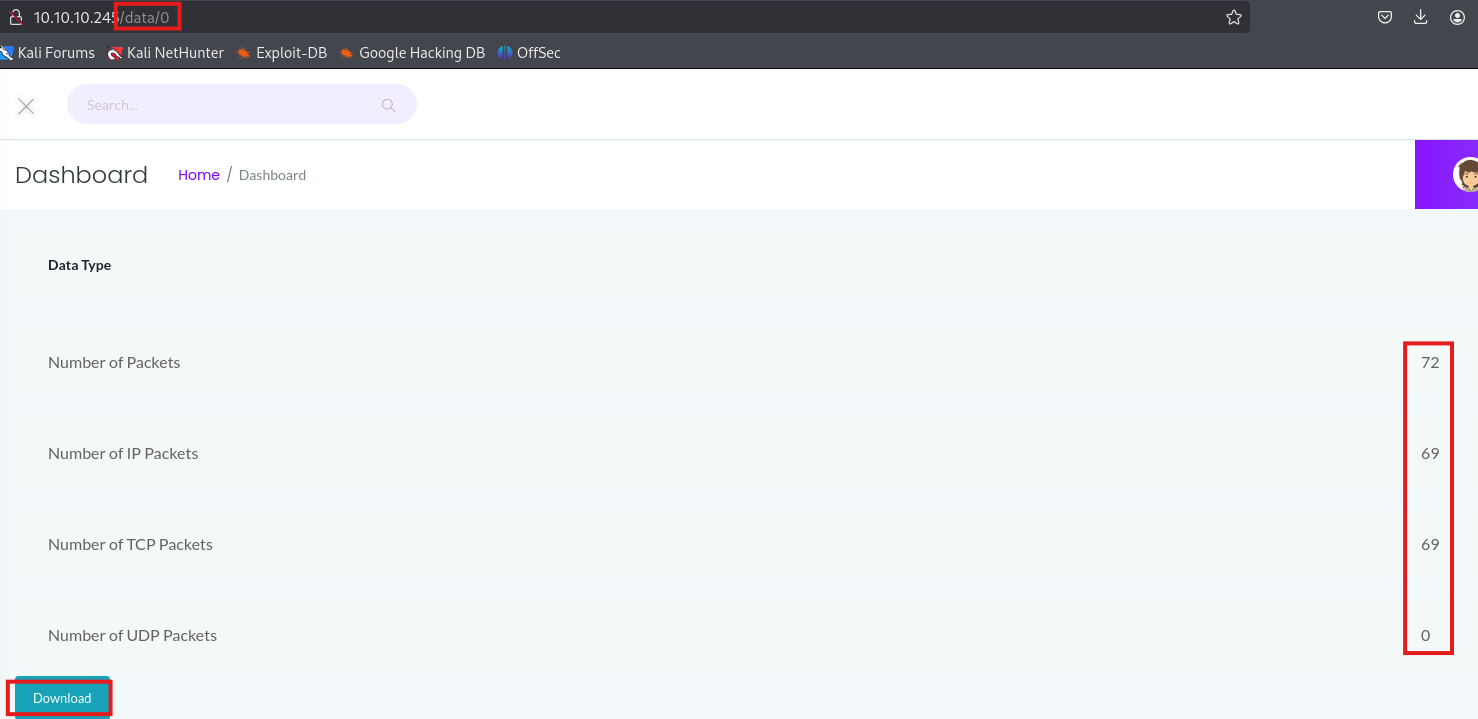 10.10.10.245/data/0
Kali Forums Kali NetHunter Exploit-DB Google Hacking DB OffSec
Search...
Dashboard Home / Dashboard
Data Type
Number of Packets 72
Number of IP Packets 69
Number of TCP Packets 69
Number of UDP Packets 0
Download